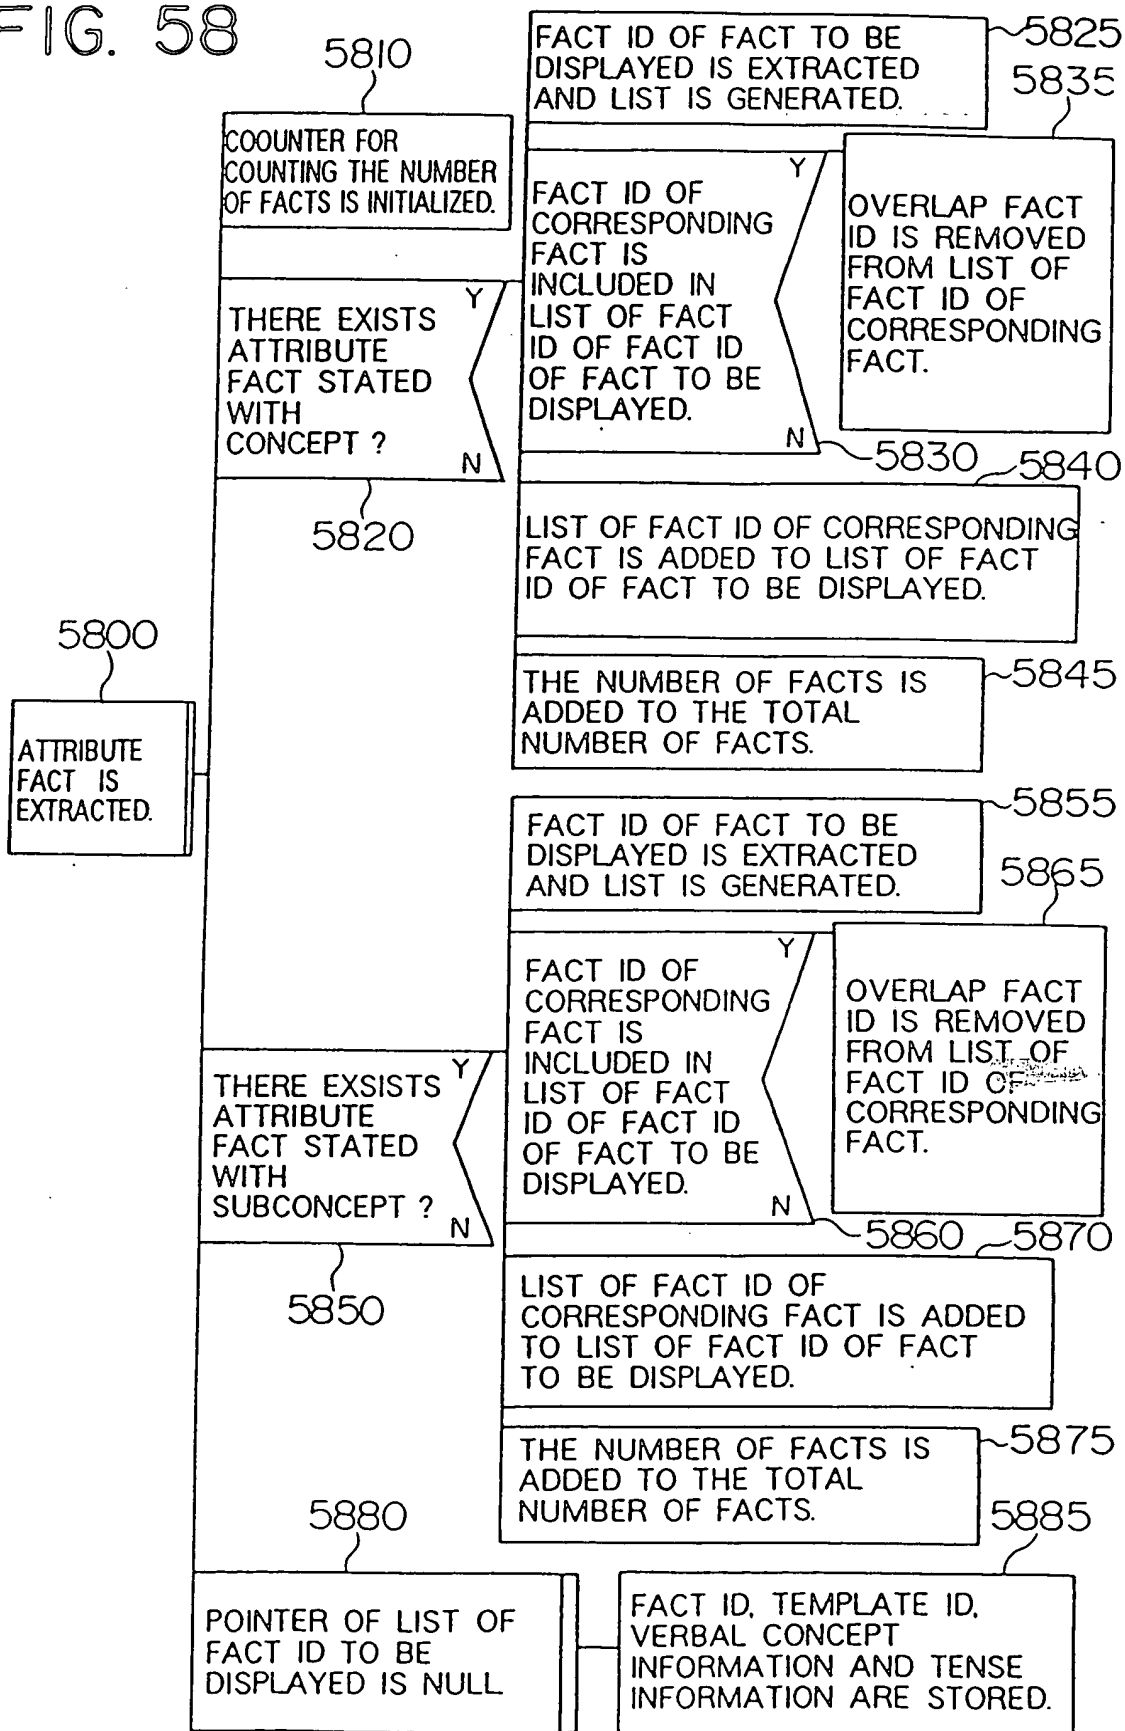 FIG. 58
5810
COOUNTER FOR
COUNTING THE NUMBER
OF FACTS IS INITIALIZED.
THERE EXISTS
ATTRIBUTE
FACT STATED
WITH
CONCEPT ?
Y
N
5820
FACT ID OF FACT TO BE
DISPLAYED IS EXTRACTED
AND LIST IS GENERATED.
5825
5835
FACT ID OF
CORRESPONDING
FACT IS
INCLUDED IN
LIST OF FACT
ID OF FACT ID
OF FACT TO BE
DISPLAYED.
Y
N
5830
OVERLAP FACT
ID IS REMOVED
FROM LIST OF
FACT ID OF
CORRESPONDING
FACT.
5840
LIST OF FACT ID OF CORRESPONDING
FACT IS ADDED TO LIST OF FACT
ID OF FACT TO BE DISPLAYED.
5845
THE NUMBER OF FACTS IS
ADDED TO THE TOTAL
NUMBER OF FACTS.
5800
ATTRIBUTE
FACT IS
EXTRACTED.
5855
FACT ID OF FACT TO BE
DISPLAYED IS EXTRACTED
AND LIST IS GENERATED.
5865
THERE EXSISTS
ATTRIBUTE
FACT STATED
WITH
SUBCONCEPT ?
Y
N
5850
FACT ID OF
CORRESPONDING
FACT IS
INCLUDED IN
LIST OF FACT
ID OF FACT ID
OF FACT TO BE
DISPLAYED.
Y
N
5860
OVERLAP FACT
ID IS REMOVED
FROM LIST OF
FACT ID OF
CORRESPONDING
FACT.
5870
LIST OF FACT ID OF
CORRESPONDING FACT IS ADDED
TO LIST OF FACT ID OF FACT
TO BE DISPLAYED.
5875
THE NUMBER OF FACTS IS
ADDED TO THE TOTAL
NUMBER OF FACTS.
5880
POINTER OF LIST OF
FACT ID TO BE
DISPLAYED IS NULL
5885
FACT ID, TEMPLATE ID,
VERBAL CONCEPT
INFORMATION AND TENSE
INFORMATION ARE STORED.